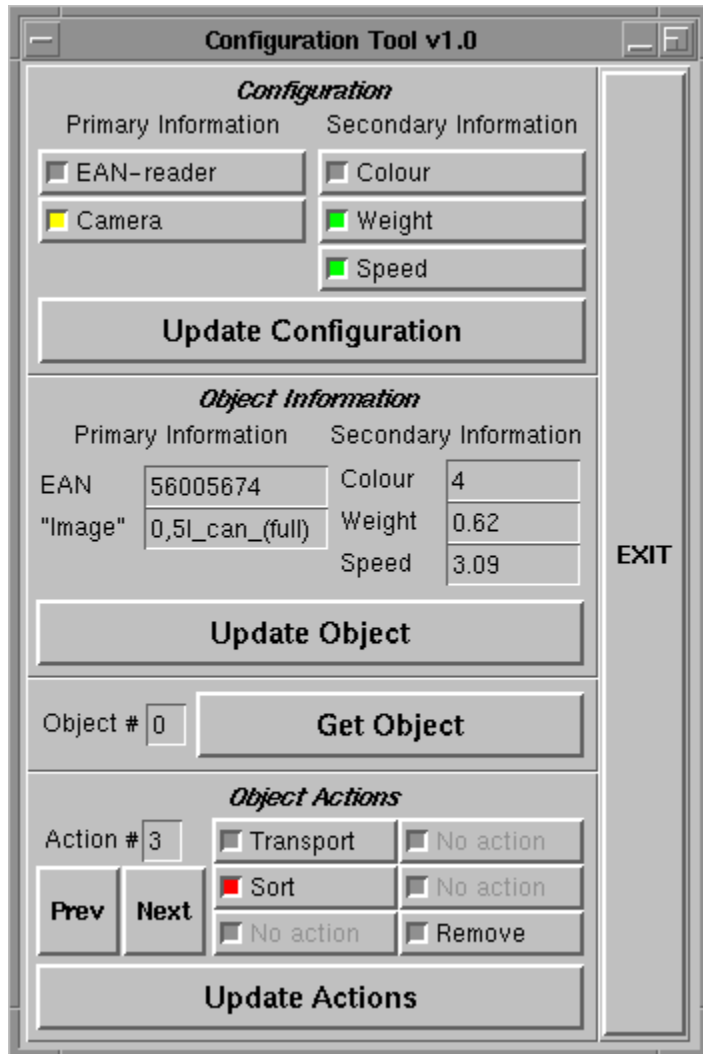 Configuration Tool v1.0
Configuration
Primary Information Secondary Information
EAN-reader Colour
Camera Weight
Speed
Update Configuration
Object Information
Primary Information Secondary Information
EAN 56005674 Colour 4
"Image" 0,5l_can_(full) Weight 0.62
Speed 3.09
EXIT
Update Object
Object # 0 Get Object
Object Actions
Action # 3 Transport No action
Prev Next Sort No action
No action Remove
Update Actions